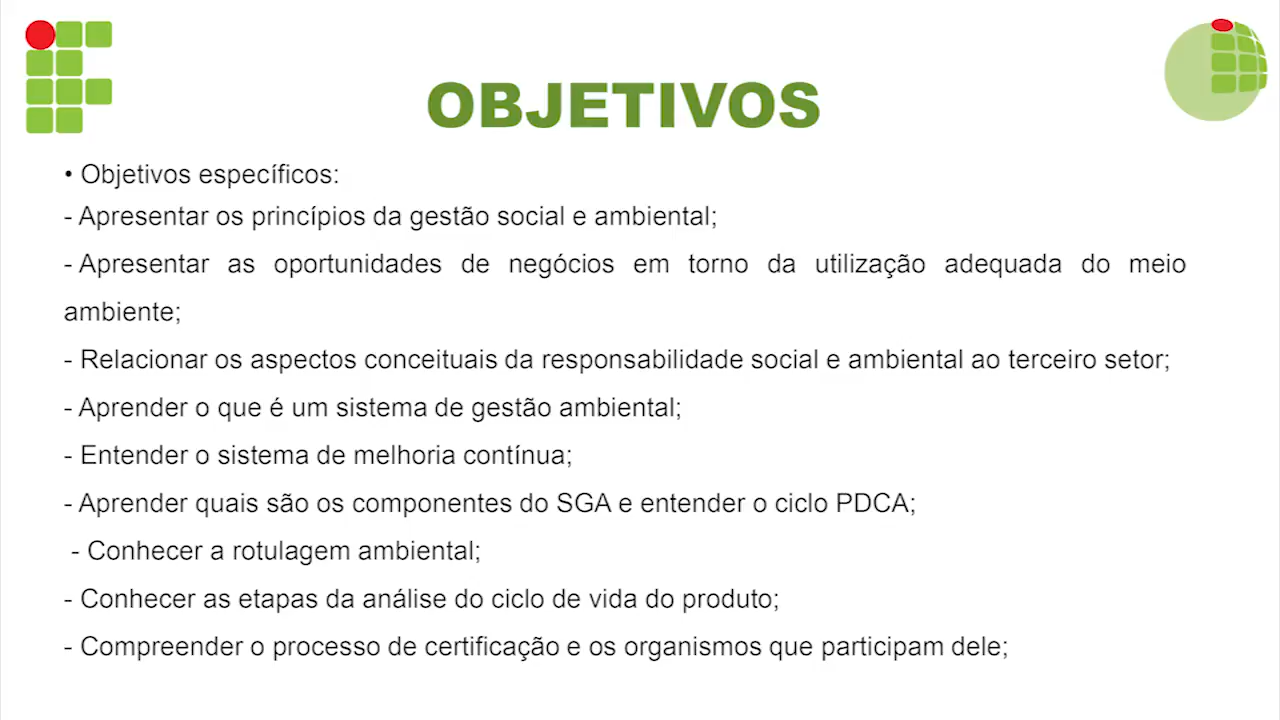 OBJETIVOS
• Objetivos específicos:
- Apresentar os princípios da gestão social e ambiental;
- Apresentar as oportunidades de negócios em torno da utilização adequada do meio
ambiente;
- Relacionar os aspectos conceituais da responsabilidade social e ambiental ao terceiro setor;
- Aprender o que é um sistema de gestão ambiental;
- Entender o sistema de melhoria contínua;
- Aprender quais são os componentes do SGA e entender o ciclo PDCA;
- Conhecer a rotulagem ambiental;
- Conhecer as etapas da análise do ciclo de vida do produto;
- Compreender o processo de certificação e os organismos que participam dele;